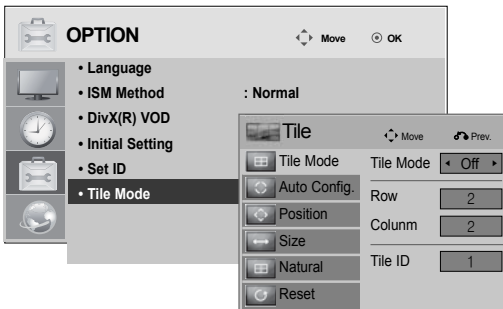 OPTION
Move
OK
• Language
• ISM Method : Normal
• DivX(R) VOD
• Initial Setting
• Set ID
• Tile Mode
Tile
Move
Prev.
Tile Mode
Auto Config.
Position
Size
Natural
Reset
Tile Mode Off
Row 2
Colunm 2
Tile ID 1